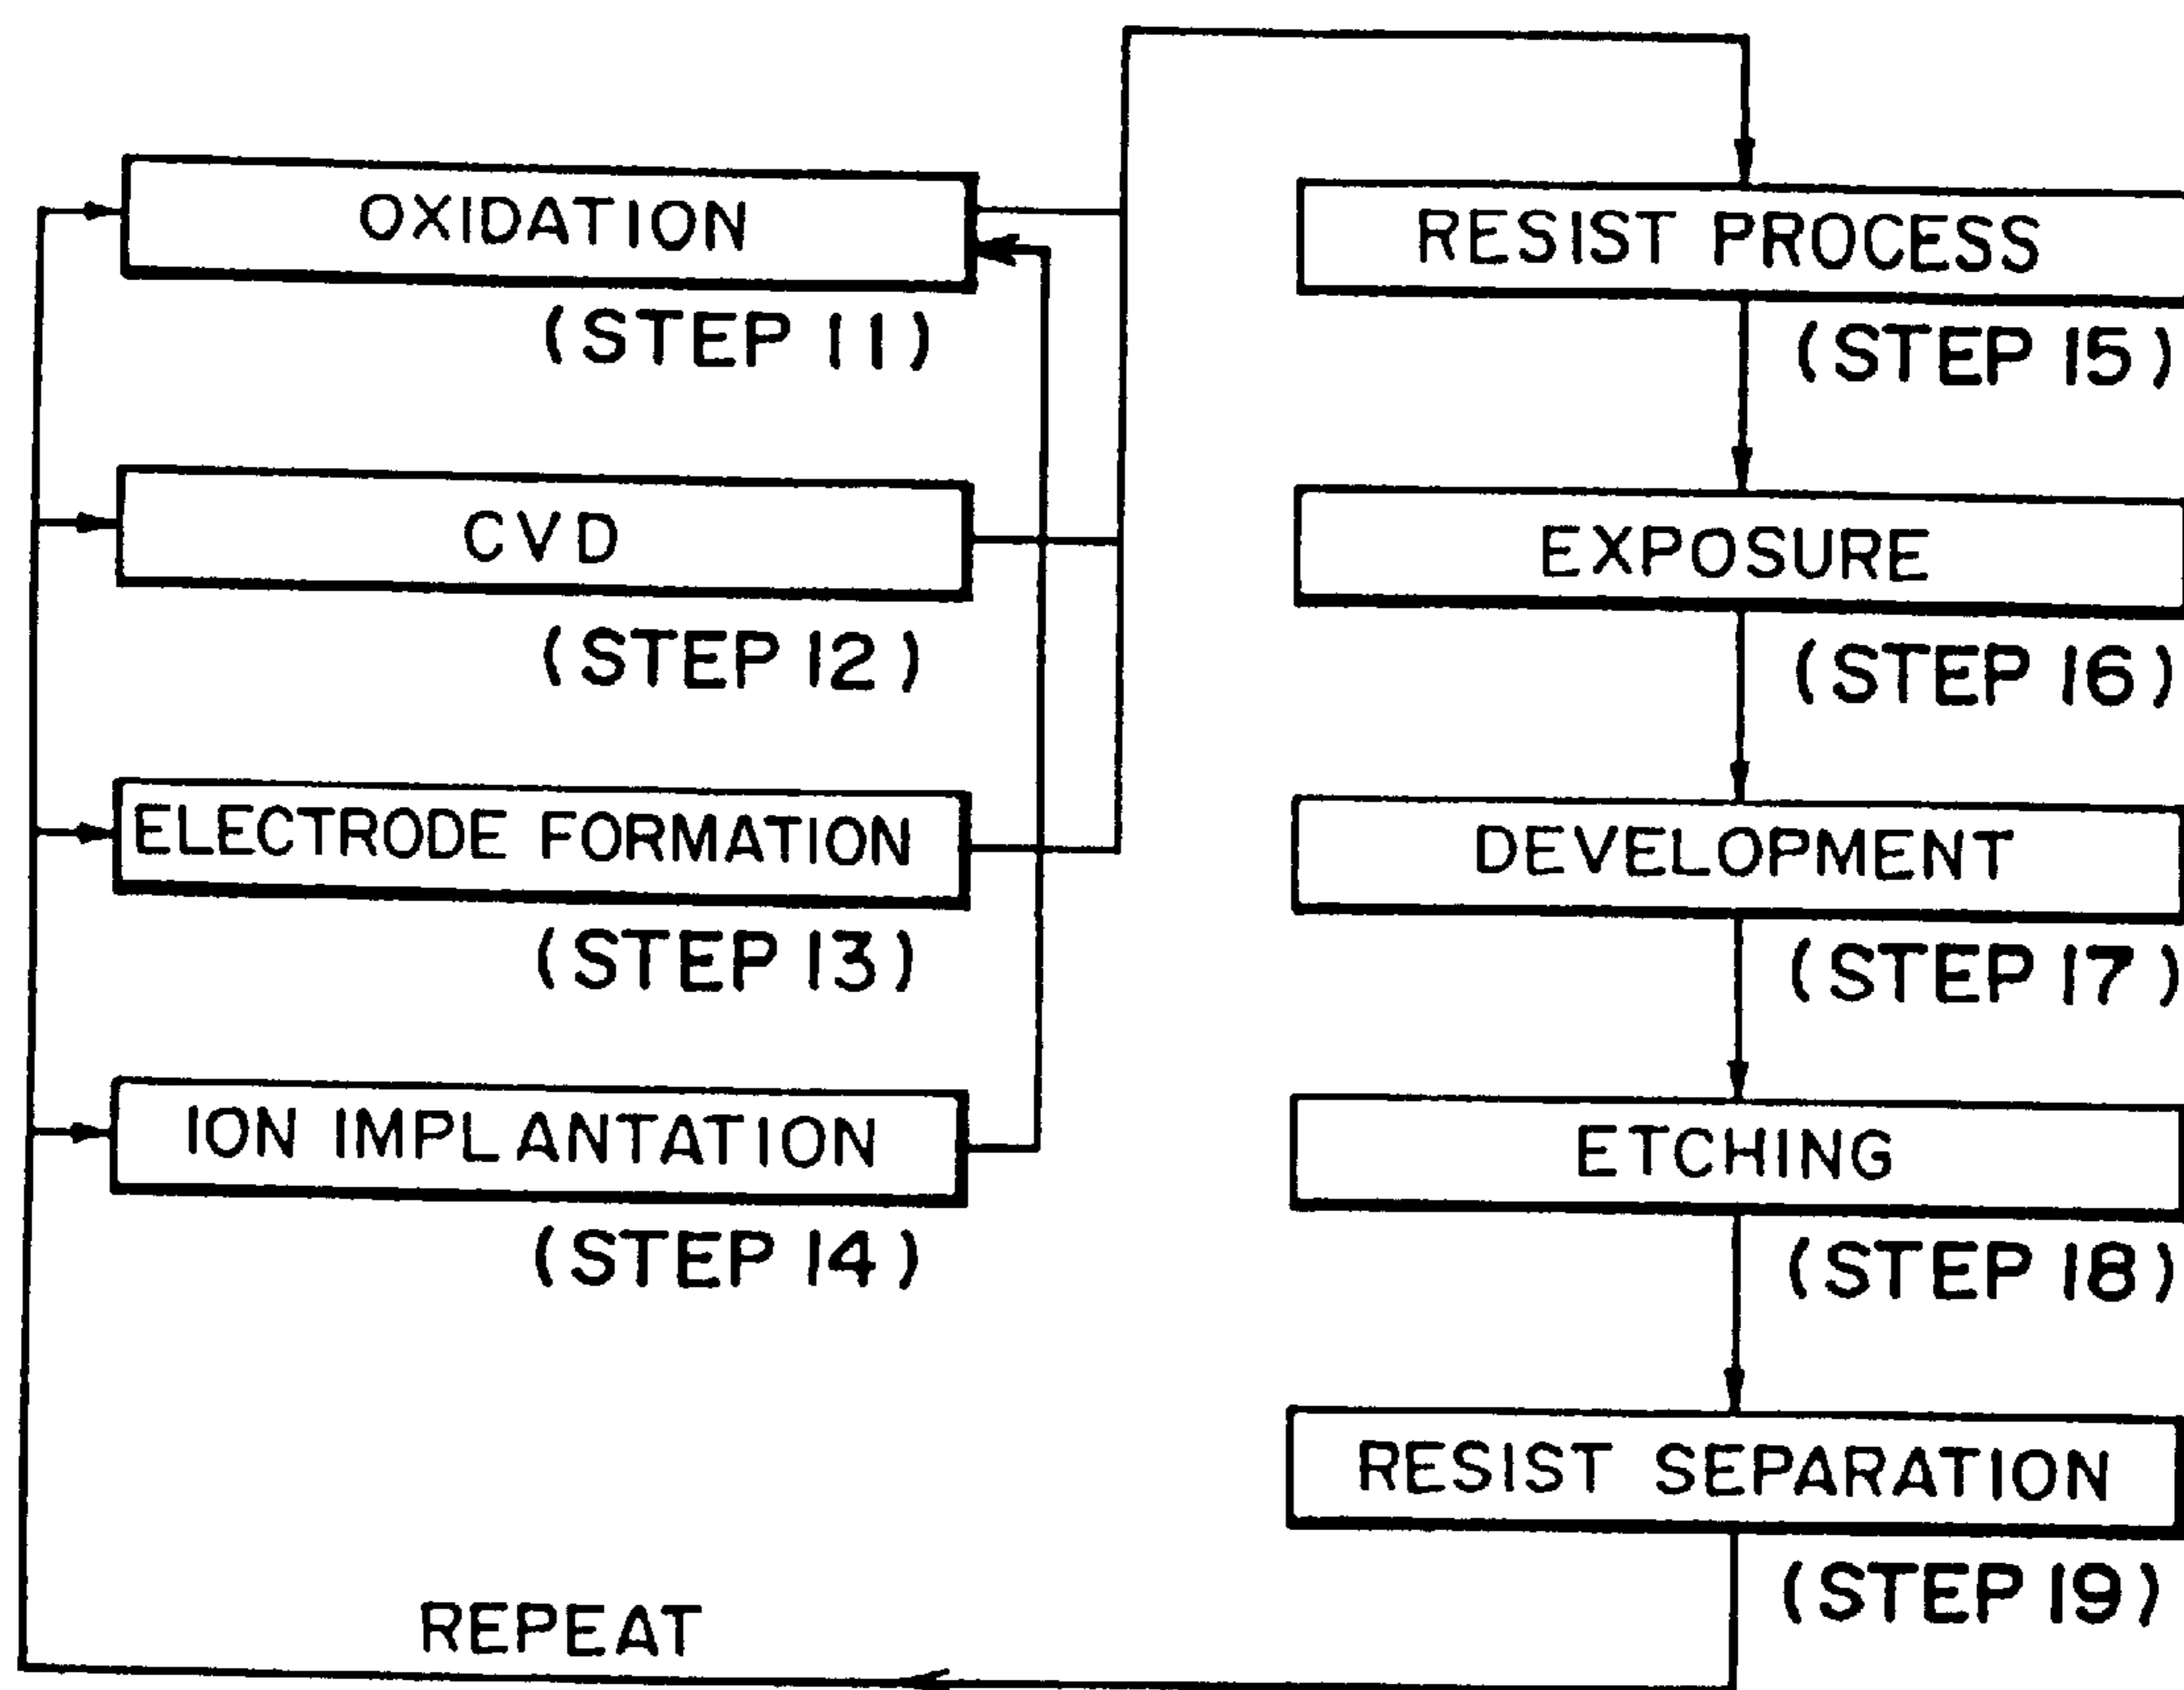 OXIDATION
(STEP 11)
CVD
(STEP 12)
ELECTRODE FORMATION
(STEP 13)
ION IMPLANTATION
(STEP 14)
REPEAT
RESIST PROCESS
(STEP 15)
EXPOSURE
(STEP 16)
DEVELOPMENT
(STEP 17)
ETCHING
(STEP 18)
RESIST SEPARATION
(STEP 19)